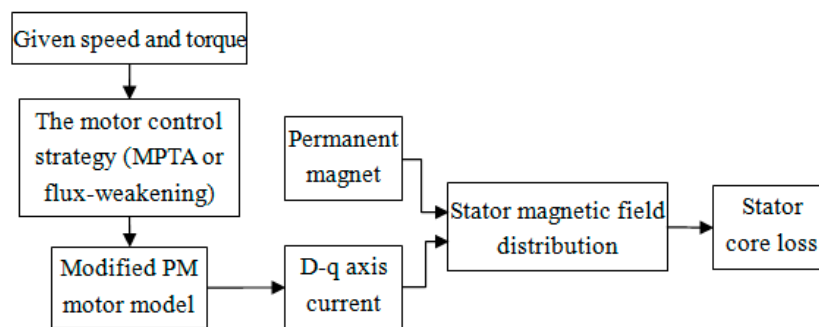 Given speed and torque
The motor control
strategy (MPTA or
flux-weakening)
Modified PM
motor model
Permanent
magnet
D-q axis
current
Stator magnetic field
distribution
Stator
core loss